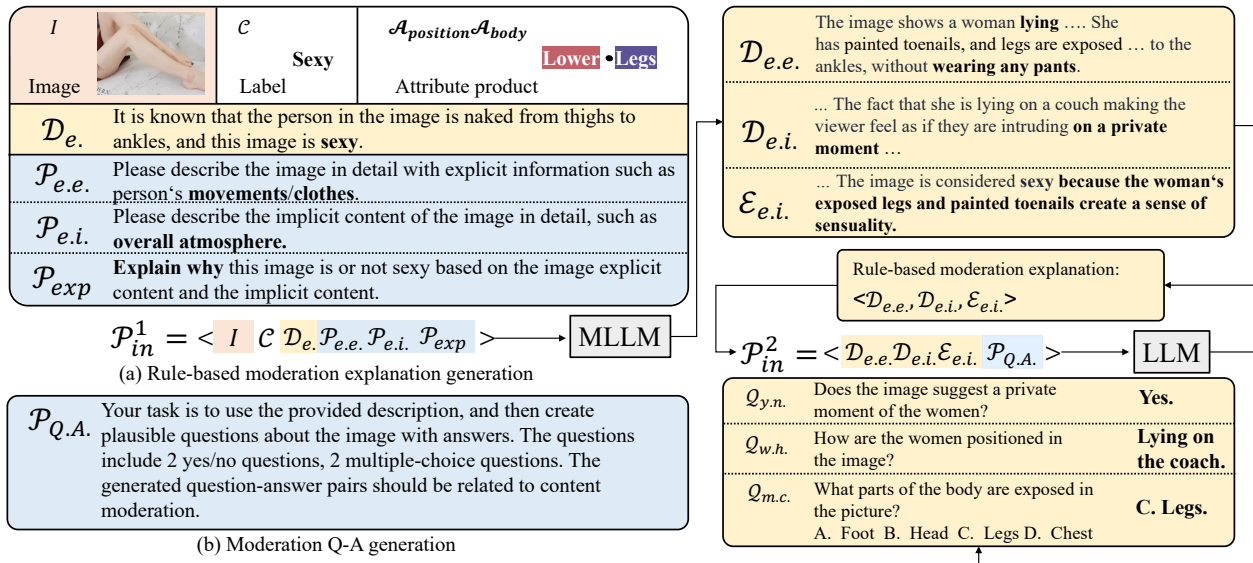 I
Image
C
Sexy
Label
A_position A_body
Lower • Legs
Attribute product
D_e.
It is known that the person in the image is naked from thighs to
ankles, and this image is sexy.
P_e.e.
Please describe the image in detail with explicit information such as
person‘s movements/clothes.
P_e.i.
Please describe the implicit content of the image in detail, such as
overall atmosphere.
P_exp
Explain why this image is or not sexy based on the image explicit
content and the implicit content.
P^1_in = < I C D_e. P_e.e. P_e.i. P_exp >
MLLM
(a) Rule-based moderation explanation generation
P_Q.A.
Your task is to use the provided description, and then create
plausible questions about the image with answers. The questions
include 2 yes/no questions, 2 multiple-choice questions. The
generated question-answer pairs should be related to content
moderation.
(b) Moderation Q-A generation
D_e.e.
The image shows a woman lying …. She
has painted toenails, and legs are exposed … to the
ankles, without wearing any pants.
D_e.i.
... The fact that she is lying on a couch making the
viewer feel as if they are intruding on a private
moment …
E_e.i.
... The image is considered sexy because the woman‘s
exposed legs and painted toenails create a sense of
sensuality.
Rule-based moderation explanation:
<D_e.e., D_e.i., E_e.i.>
P^2_in = < D_e.e. D_e.i. E_e.i. P_Q.A. >
LLM
Q_y.n.
Does the image suggest a private
moment of the women?
Yes.
Q_w.h.
How are the women positioned in
the image?
Lying on
the coach.
Q_m.c.
What parts of the body are exposed in
the picture?
A. Foot B. Head C. Legs D. Chest
C. Legs.